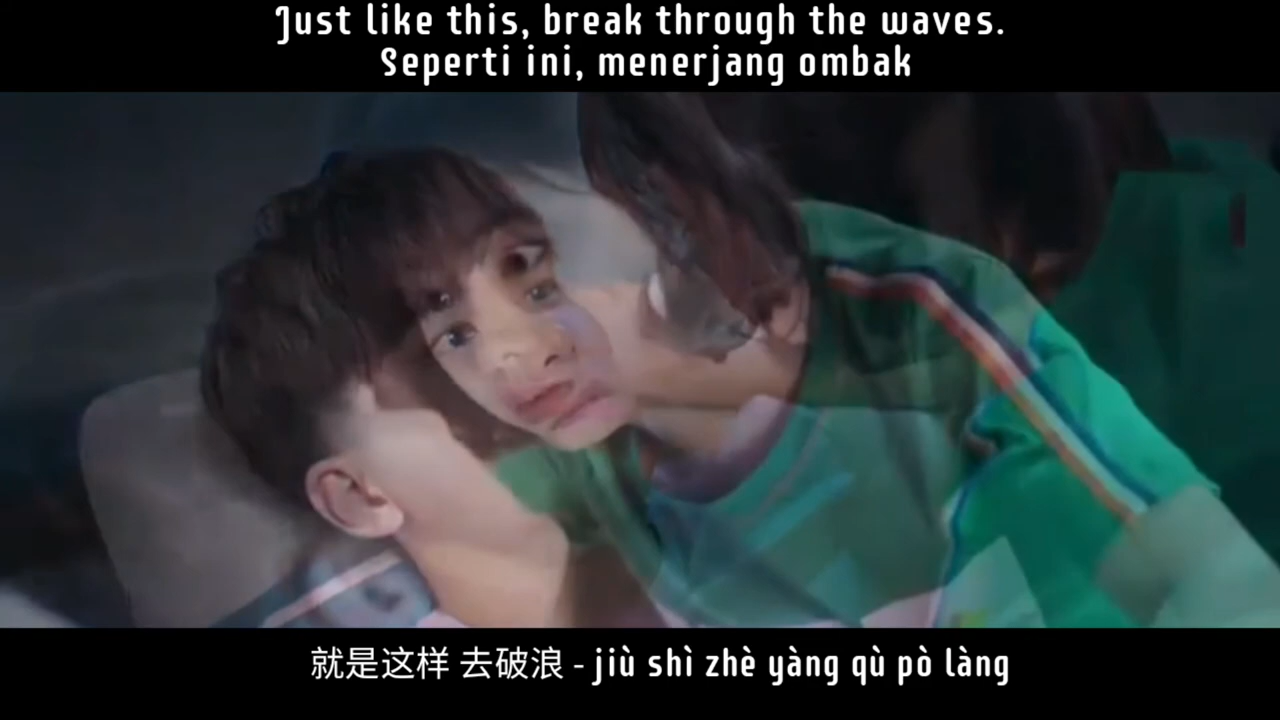 Just like this, break through the waves.
Seperti ini, menerjang ombak
就是这样 去破浪 - jiù shì zhè yàng qù pò làng